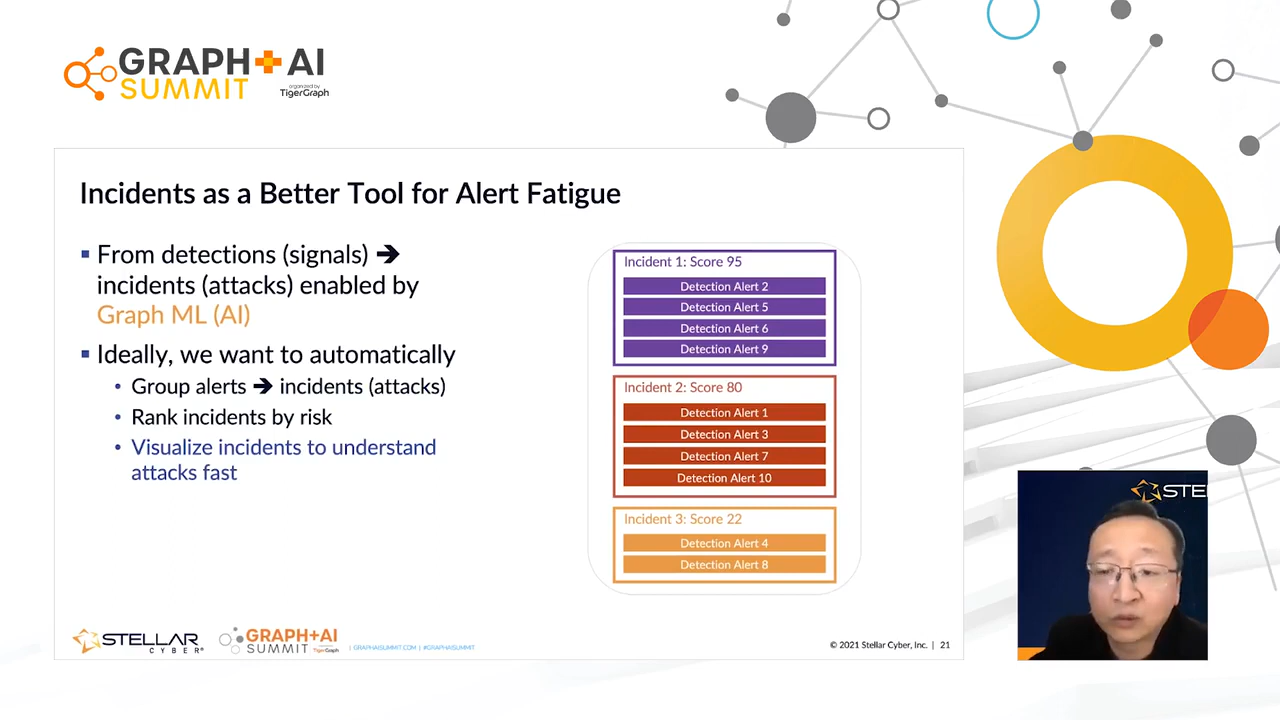 GRAPH+AI
SUMMIT
organized by
TigerGraph
Incidents as a Better Tool for Alert Fatigue
From detections (signals) ➔
incidents (attacks) enabled by
Graph ML (AI)
Ideally, we want to automatically
Group alerts ➔ incidents (attacks)
Rank incidents by risk
Visualize incidents to understand
attacks fast
Incident 1: Score 95
Detection Alert 2
Detection Alert 5
Detection Alert 6
Detection Alert 9
Incident 2: Score 80
Detection Alert 1
Detection Alert 3
Detection Alert 7
Detection Alert 10
Incident 3: Score 22
Detection Alert 4
Detection Alert 8
STELLAR
CYBER®
GRAPH+AI
SUMMIT
TigerGraph
| GRAPHAISUMMIT.COM | #GRAPHAISUMMIT
© 2021 Stellar Cyber, Inc. | 21
STE